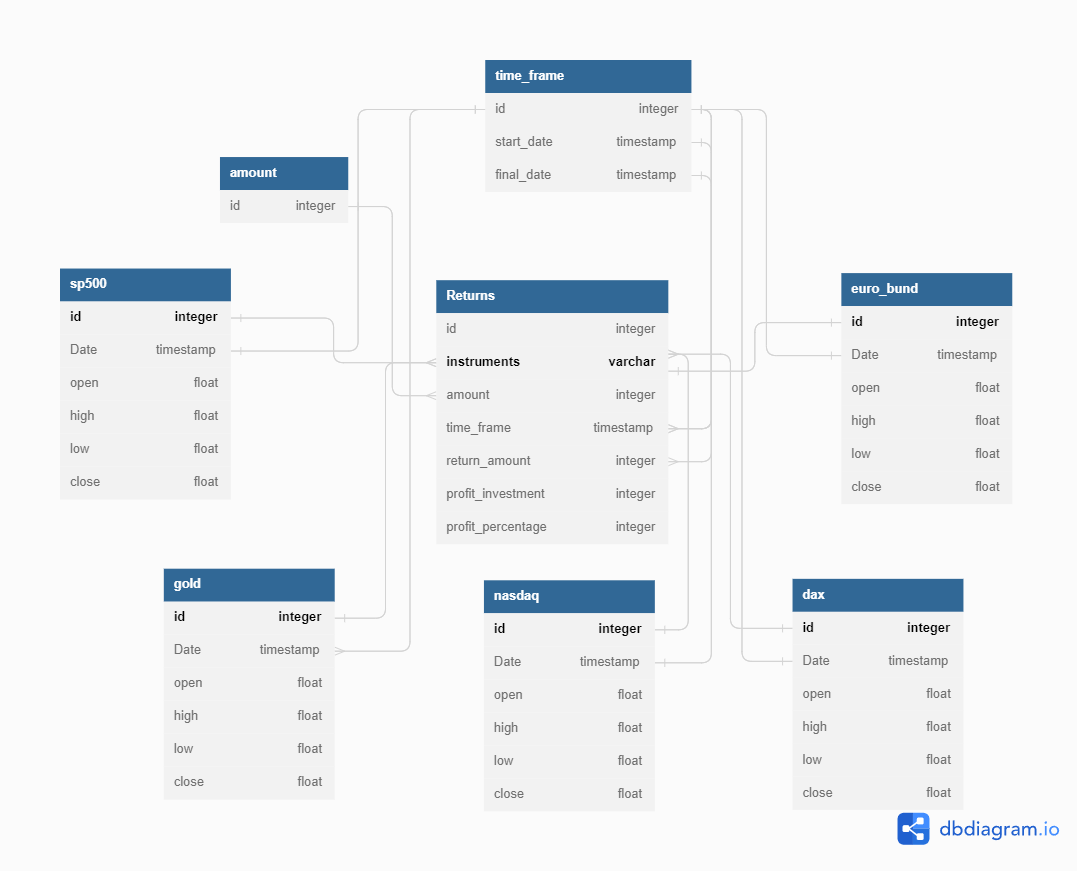 time_frame
id integer
start_date timestamp
final_date timestamp
amount
id integer
sp500
id integer
Date timestamp
open float
high float
low float
close float
Returns
id integer
instruments varchar
amount integer
time_frame timestamp
return_amount integer
profit_investment integer
profit_percentage integer
euro_bund
id integer
Date timestamp
open float
high float
low float
close float
gold
id integer
Date timestamp
open float
high float
low float
close float
nasdaq
id integer
Date timestamp
open float
high float
low float
close float
dax
id integer
Date timestamp
open float
high float
low float
close float
dbdiagram.io